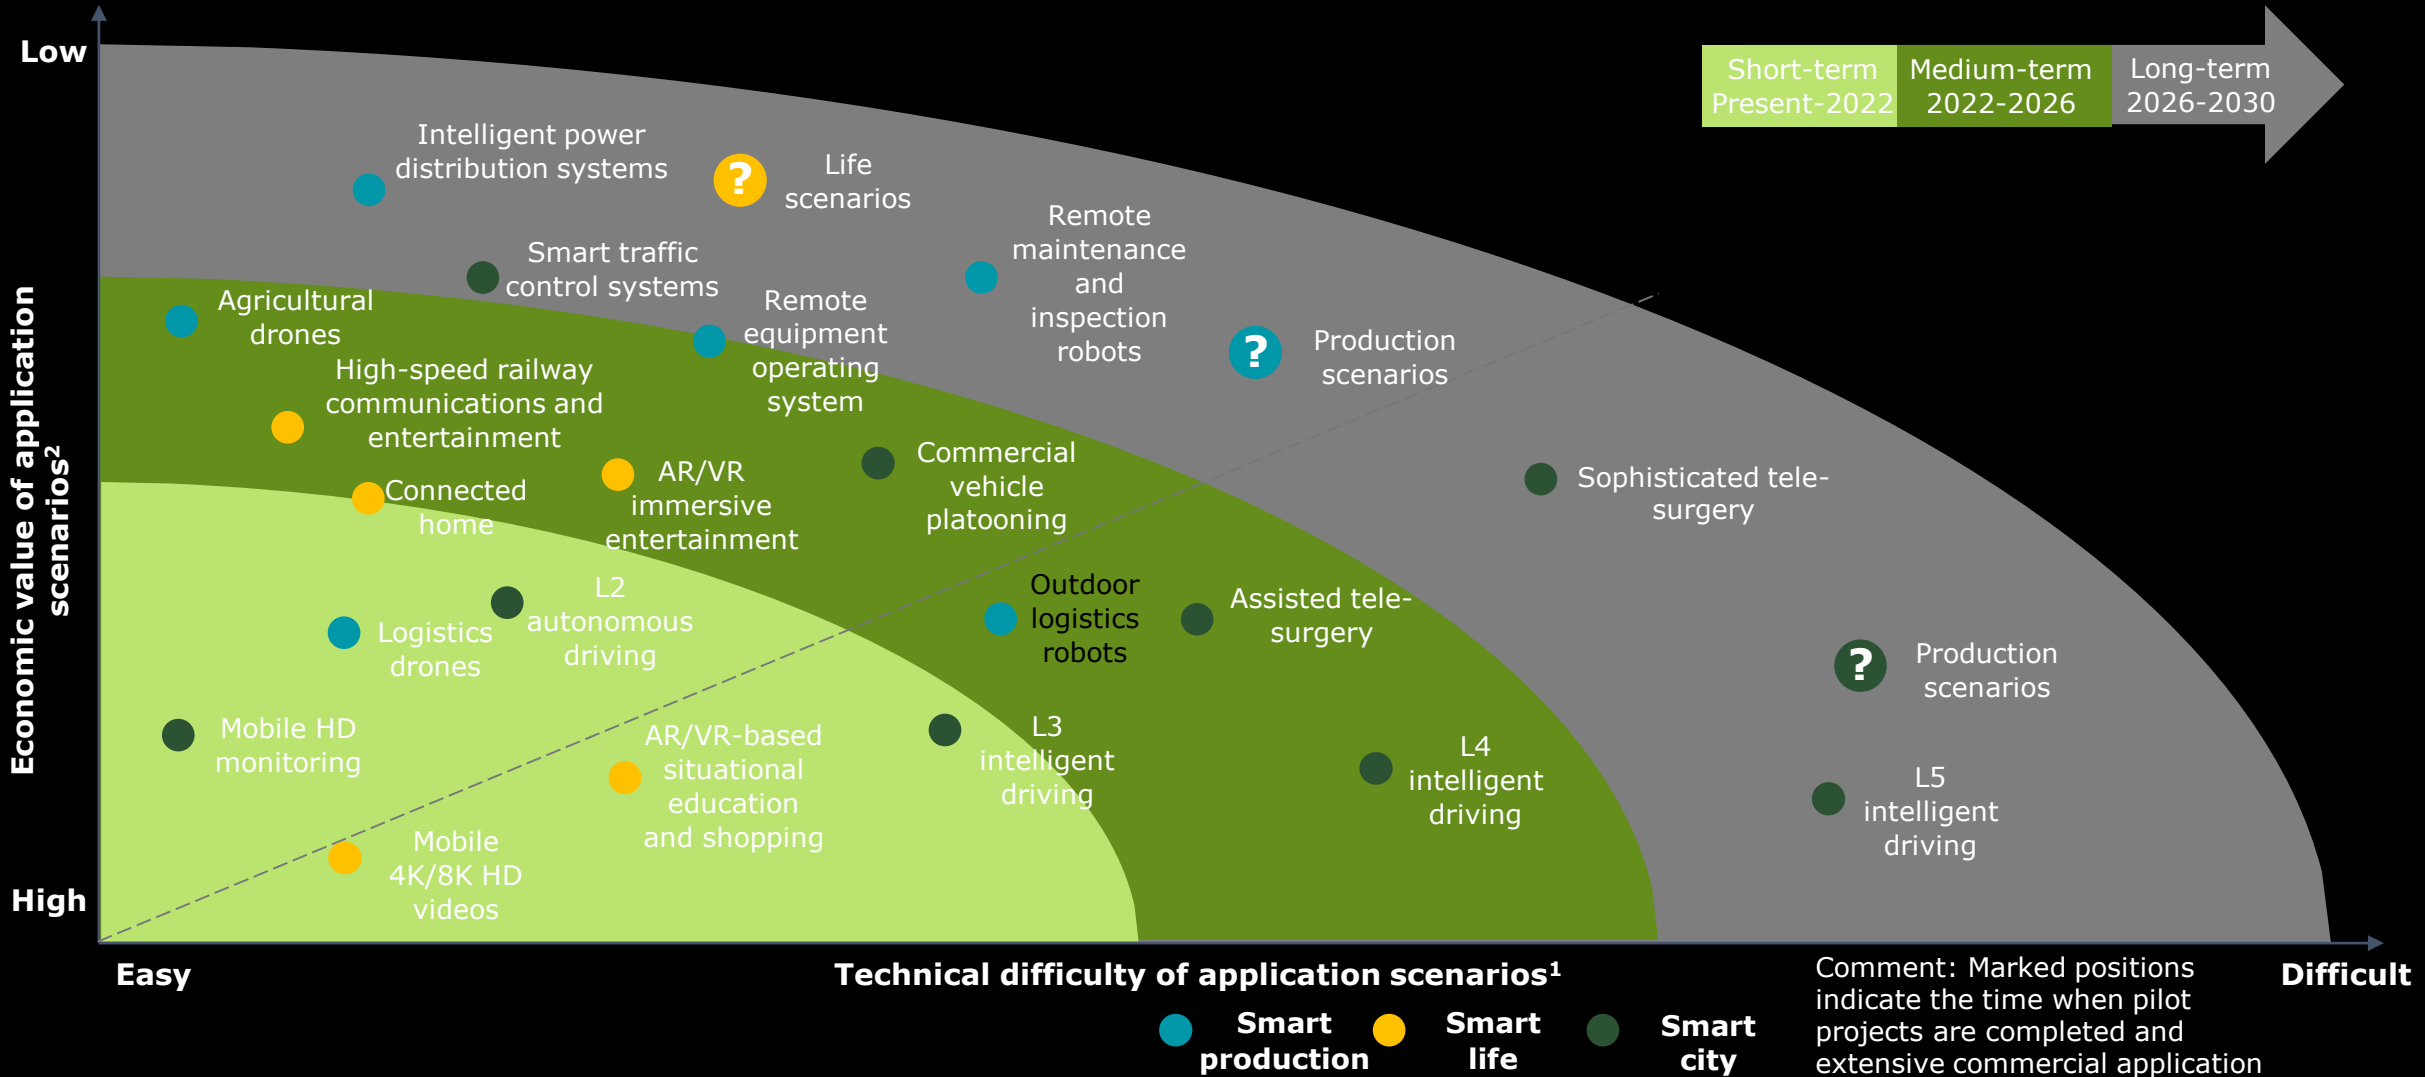 Low
Short-term
Present-2022
Medium-term
2022-2026
Long-term
2026-2030
Intelligent power
distribution systems
?
Life
scenarios
Remote
maintenance
and
inspection
robots
Smart traffic
control systems
Agricultural
drones
Remote
equipment
operating
system
?
Production
scenarios
High-speed railway
communications and
entertainment
Commercial
vehicle
platooning
AR/VR
immersive
entertainment
Connected
home
Sophisticated tele-
surgery
Economic value of application
scenarios²
L2
autonomous
driving
Outdoor
logistics
robots
Assisted tele-
surgery
Logistics
drones
?
Production
scenarios
Mobile HD
monitoring
AR/VR-based
situational
education
and shopping
L3
intelligent
driving
L4
intelligent
driving
L5
intelligent
driving
Mobile
4K/8K HD
videos
High
Easy
Technical difficulty of application scenarios¹
Difficult
Smart
production
Smart
life
Smart
city
Comment: Marked positions
indicate the time when pilot
projects are completed and
extensive commercial application